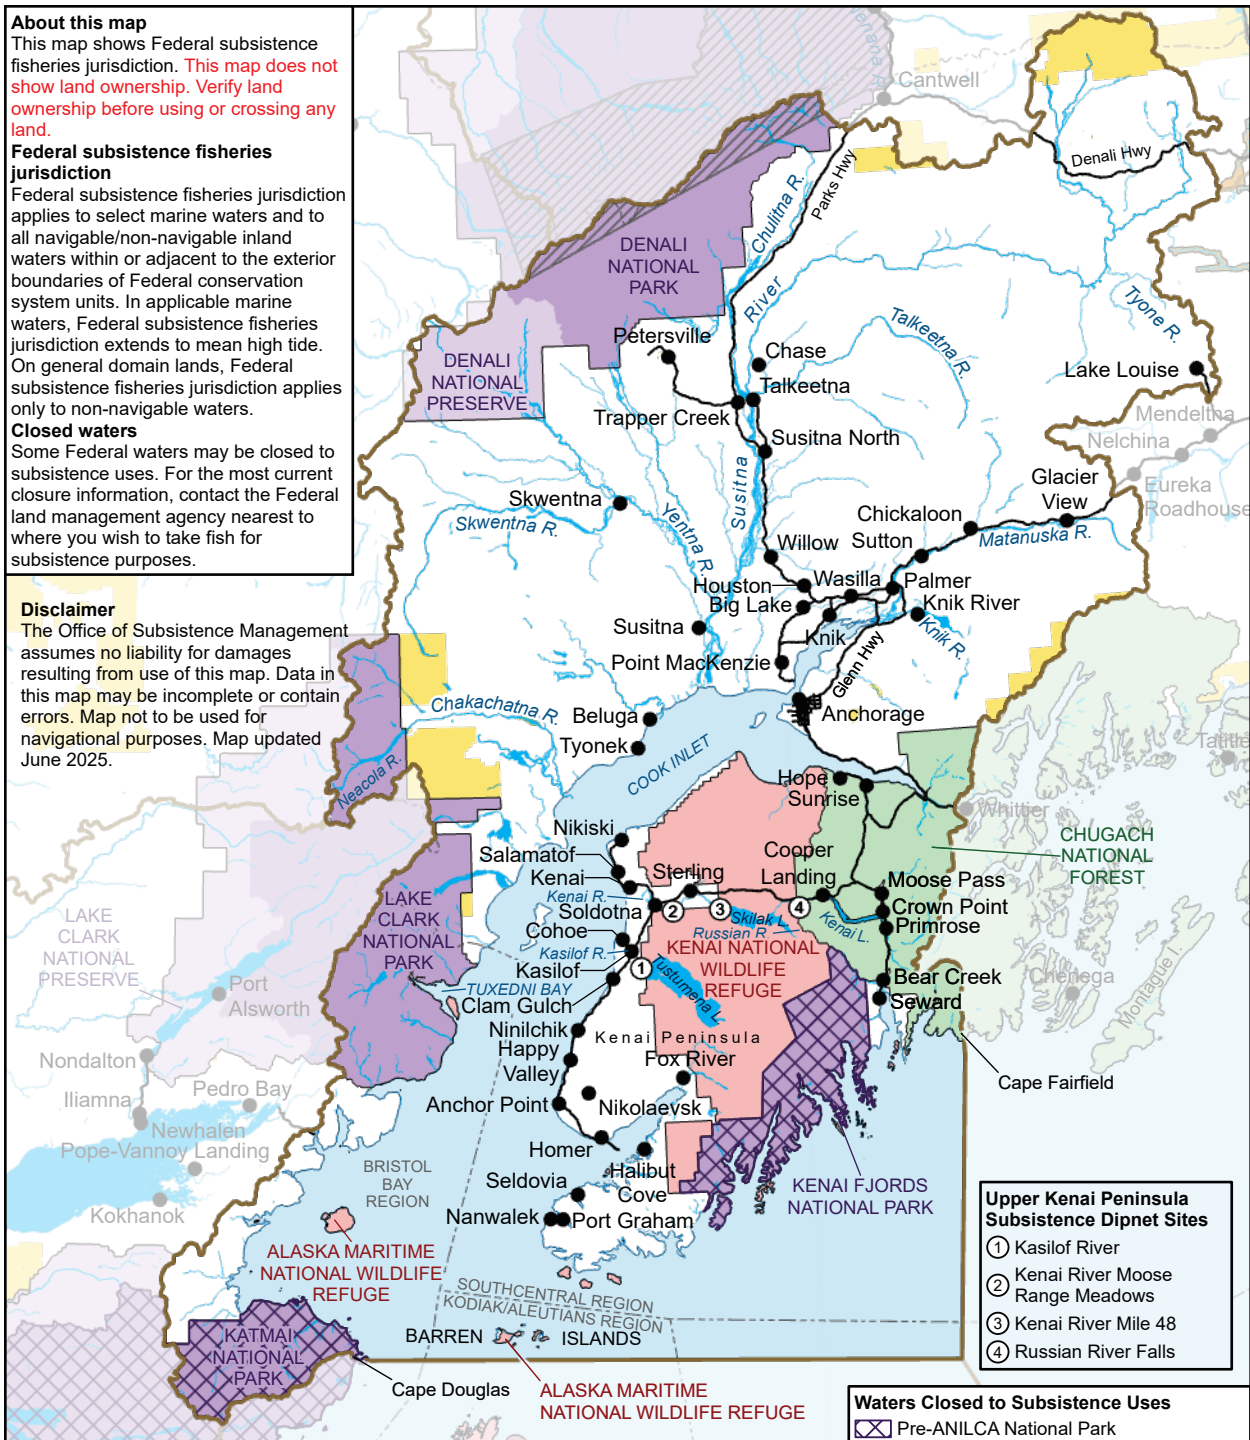 About this map
This map shows Federal subsistence
fisheries jurisdiction. This map does not
show land ownership. Verify land
ownership before using or crossing any
land.
Federal subsistence fisheries
jurisdiction
Federal subsistence fisheries jurisdiction
applies to select marine waters and to
all navigable/non-navigable inland
waters within or adjacent to the exterior
boundaries of Federal conservation
system units. In applicable marine
waters, Federal subsistence fisheries
jurisdiction extends to mean high tide.
On general domain lands, Federal
subsistence fisheries jurisdiction applies
only to non-navigable waters.
Closed waters
Some Federal waters may be closed to
subsistence uses. For the most current
closure information, contact the Federal
land management agency nearest to
where you wish to take fish for
subsistence purposes.
Disclaimer
The Office of Subsistence Management
assumes no liability for damages
resulting from use of this map. Data in
this map may be incomplete or contain
errors. Map not to be used for
navigational purposes. Map updated
June 2025.
Nenana R.
Cantwell
Denali Hwy
Parks Hwy
Chulitna R.
DENALI
NATIONAL
PARK
River
Susitna
Tyone R.
Talkeetna R.
Petersville
Chase
DENALI
NATIONAL
PRESERVE
Talkeetna
Lake Louise
Trapper Creek
Mendeltna
Susitna North
Nelchina
Glacier
View
Eureka
Roadhouse
Skwentna
Skwentna R.
Yentna R.
Chickaloon
Sutton
Matanuska R.
Willow
Houston
Wasilla
Palmer
Big Lake
Knik River
Knik
Knik R.
Susitna
Point MacKenzie
Glenn Hwy
Chakachatna R.
Beluga
Anchorage
Tyonek
COOK INLET
Neacola R.
Tatitlek
Hope
Sunrise
Whittier
Nikiski
CHUGACH
NATIONAL
FOREST
Salamatof
Cooper
Landing
Sterling
Kenai
Moose Pass
Kenai R.
Crown Point
Soldotna
2
3
4
Skilak L.
Kenai L.
Primrose
Russian R.
Cohoe
LAKE
CLARK
NATIONAL
PARK
LAKE
CLARK
NATIONAL
PRESERVE
Kasilof R.
KENAI NATIONAL
WILDLIFE
REFUGE
Kasilof
1
Tustumena L.
Bear Creek
TUXEDNI BAY
Clam Gulch
Seward
Chenega
Montague I.
Port
Alsworth
Ninilchik
Kenai Peninsula
Happy
Valley
Fox River
Nondalton
Cape Fairfield
Pedro Bay
Iliamna
Anchor Point
Nikolaevsk
Newhalen
Pope-Vannoy Landing
Homer
Halibut
Cove
BRISTOL
BAY
REGION
Seldovia
KENAI FJORDS
NATIONAL PARK
Kokhanok
Nanwalek
Port Graham
ALASKA MARITIME
NATIONAL WILDLIFE
REFUGE
SOUTHCENTRAL REGION
KODIAK/ALEUTIANS REGION
BARREN
ISLANDS
KATMAI
NATIONAL
PARK
Cape Douglas
ALASKA MARITIME
NATIONAL WILDLIFE REFUGE
Upper Kenai Peninsula
Subsistence Dipnet Sites
1 Kasilof River
2 Kenai River Moose
Range Meadows
3 Kenai River Mile 48
4 Russian River Falls
Waters Closed to Subsistence Uses
Pre-ANILCA National Park